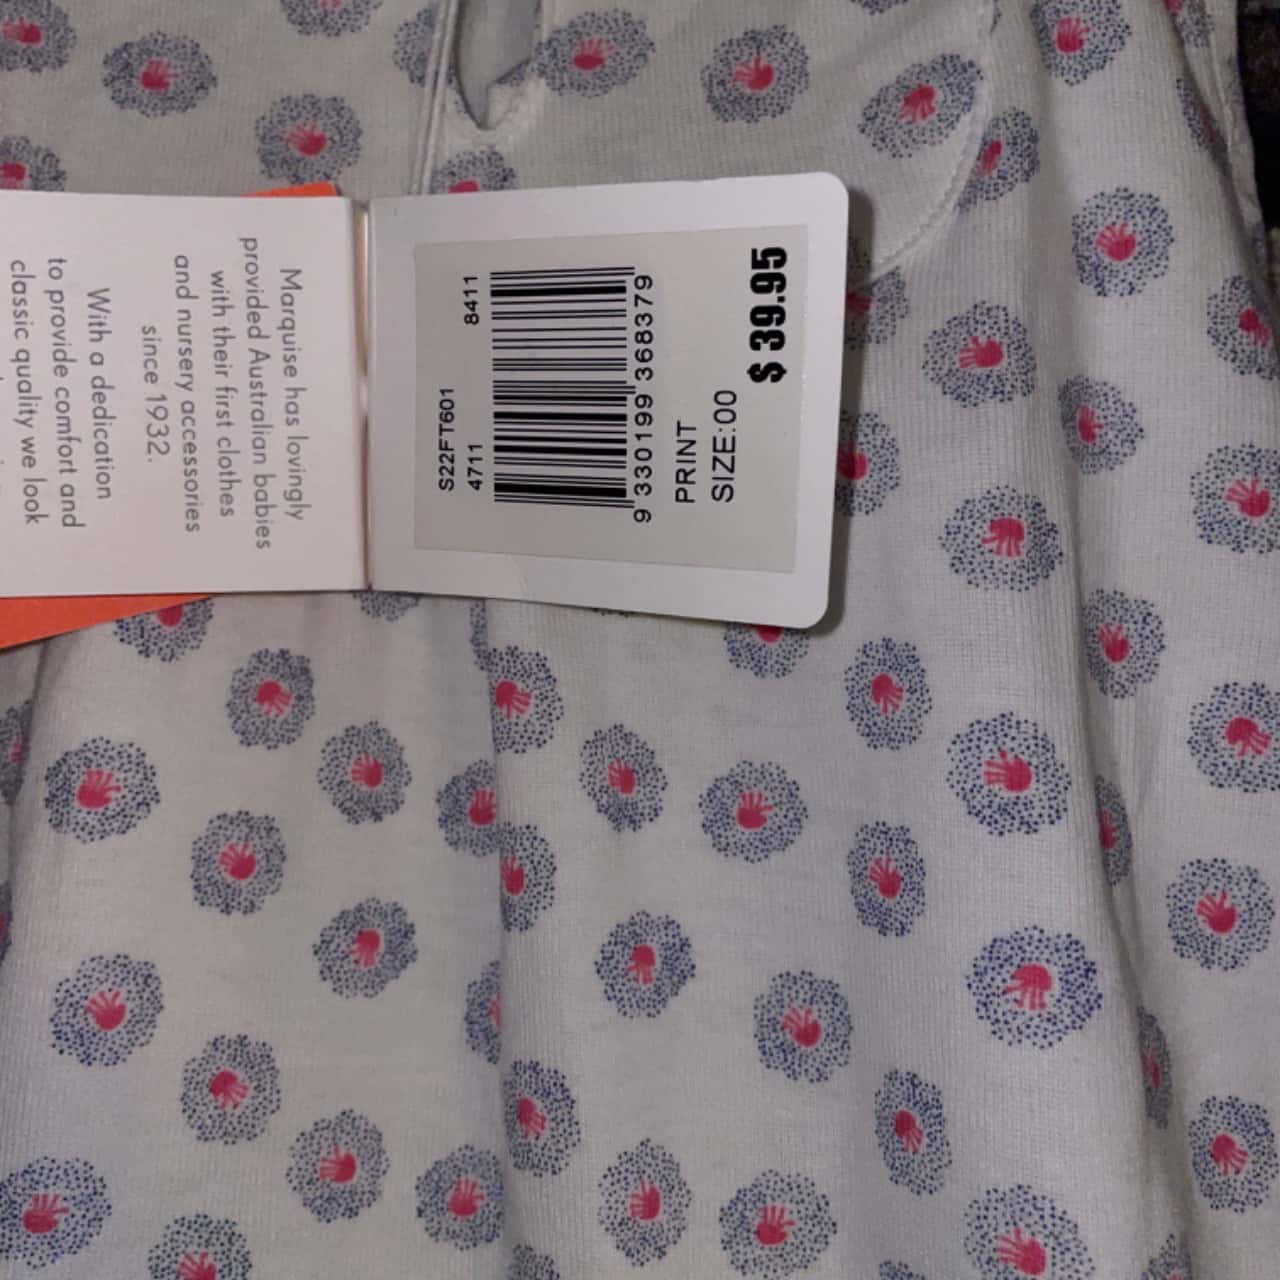 Marquise has lovingly
provided Australian babies
with their first clothes
and nursery accessories
since 1932.
With a dedication
to provide comfort and
classic quality we look
S22FT601
4711 8411
9 330199 368379
PRINT
SIZE:00
$ 39.95